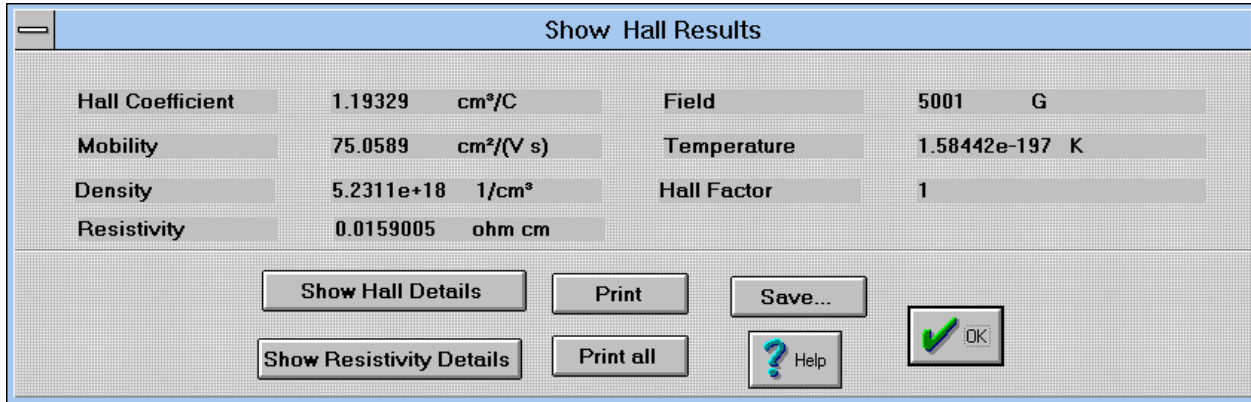 Show Hall Results
Hall Coefficient 1.19329 cm³/C Field 5001 G
Mobility 75.0589 cm²/(V s) Temperature 1.58442e-197 K
Density 5.2311e+18 1/cm³ Hall Factor 1
Resistivity 0.0159005 ohm cm
Show Hall Details Print Save...
OK
Show Resistivity Details Print all Help